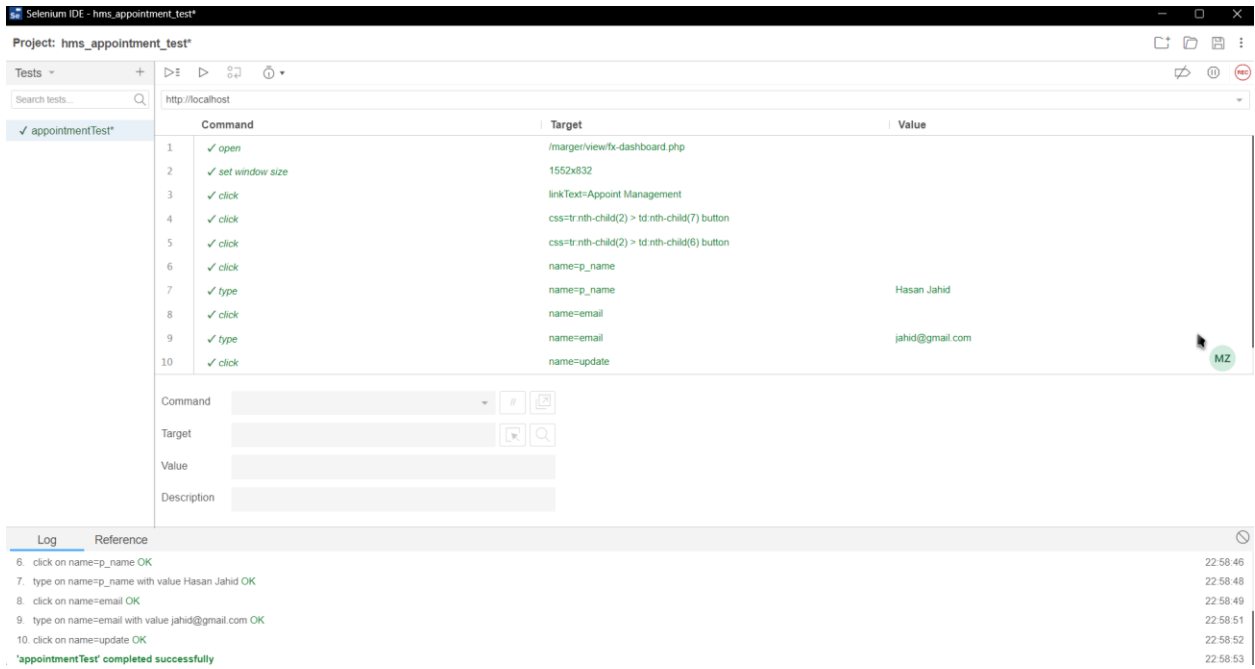 Selenium IDE - hms_appointment_test*
Project: hms_appointment_test*
Tests
Search tests...
REC
http://localhost
✓ appointmentTest*
Command Target Value
1 ✓ open /marger/view/fx-dashboard.php
2 ✓ set window size 1552x832
3 ✓ click linkText=Appoint Management
4 ✓ click css=tr:nth-child(2) > td:nth-child(7) button
5 ✓ click css=tr:nth-child(2) > td:nth-child(6) button
6 ✓ click name=p_name
7 ✓ type name=p_name Hasan Jahid
8 ✓ click name=email
9 ✓ type name=email jahid@gmail.com
10 ✓ click name=update
MZ
Command //
Target
Value
Description
Log Reference
6. click on name=p_name OK 22:58:46
7. type on name=p_name with value Hasan Jahid OK 22:58:48
8. click on name=email OK 22:58:49
9. type on name=email with value jahid@gmail.com OK 22:58:51
10. click on name=update OK 22:58:52
'appointmentTest' completed successfully 22:58:53